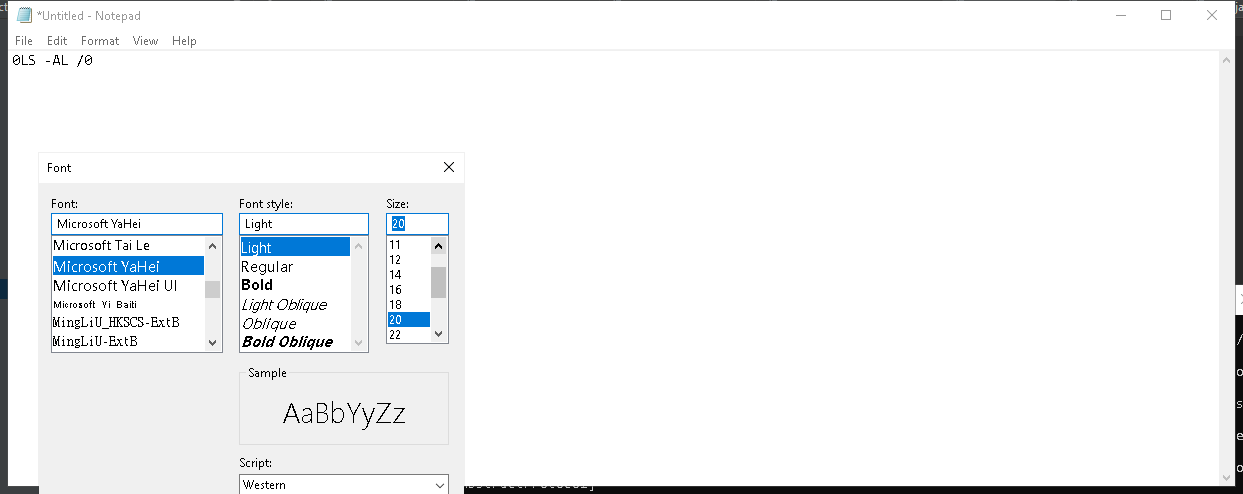 *Untitled - Notepad
File Edit Format View Help
0LS -AL /0
Font
Font: Font style: Size:
Microsoft YaHei Light 20
Microsoft Tai Le Light 11
Microsoft YaHei Regular 12
Microsoft YaHei UI Bold 14
Microsoft Yi Baiti Light Oblique 16
MingLiU_HKSCS-ExtB Oblique 18
MingLiU-ExtB Bold Oblique 20
22
Sample
AaBbYyZz
Script:
Western